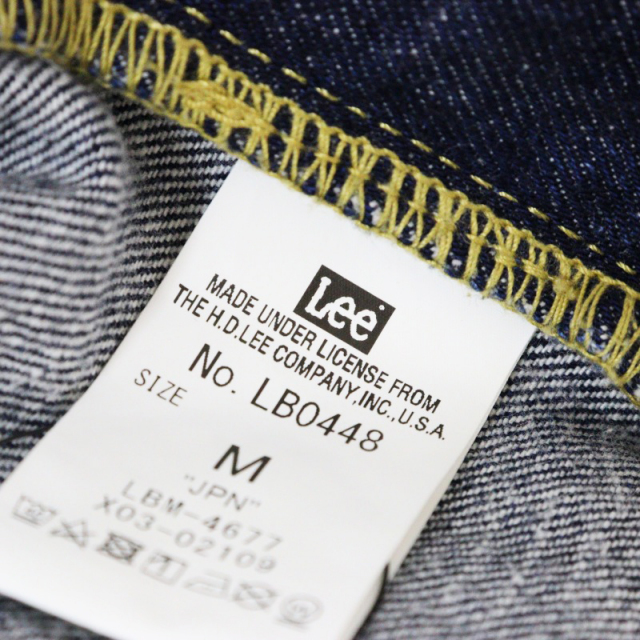 Lee
MADE UNDER LICENSE FROM
THE H.D.LEE COMPANY,INC.,U.S.A.
No. LB0448
SIZE
M
"JPN"
LBM-4677
X03-02109